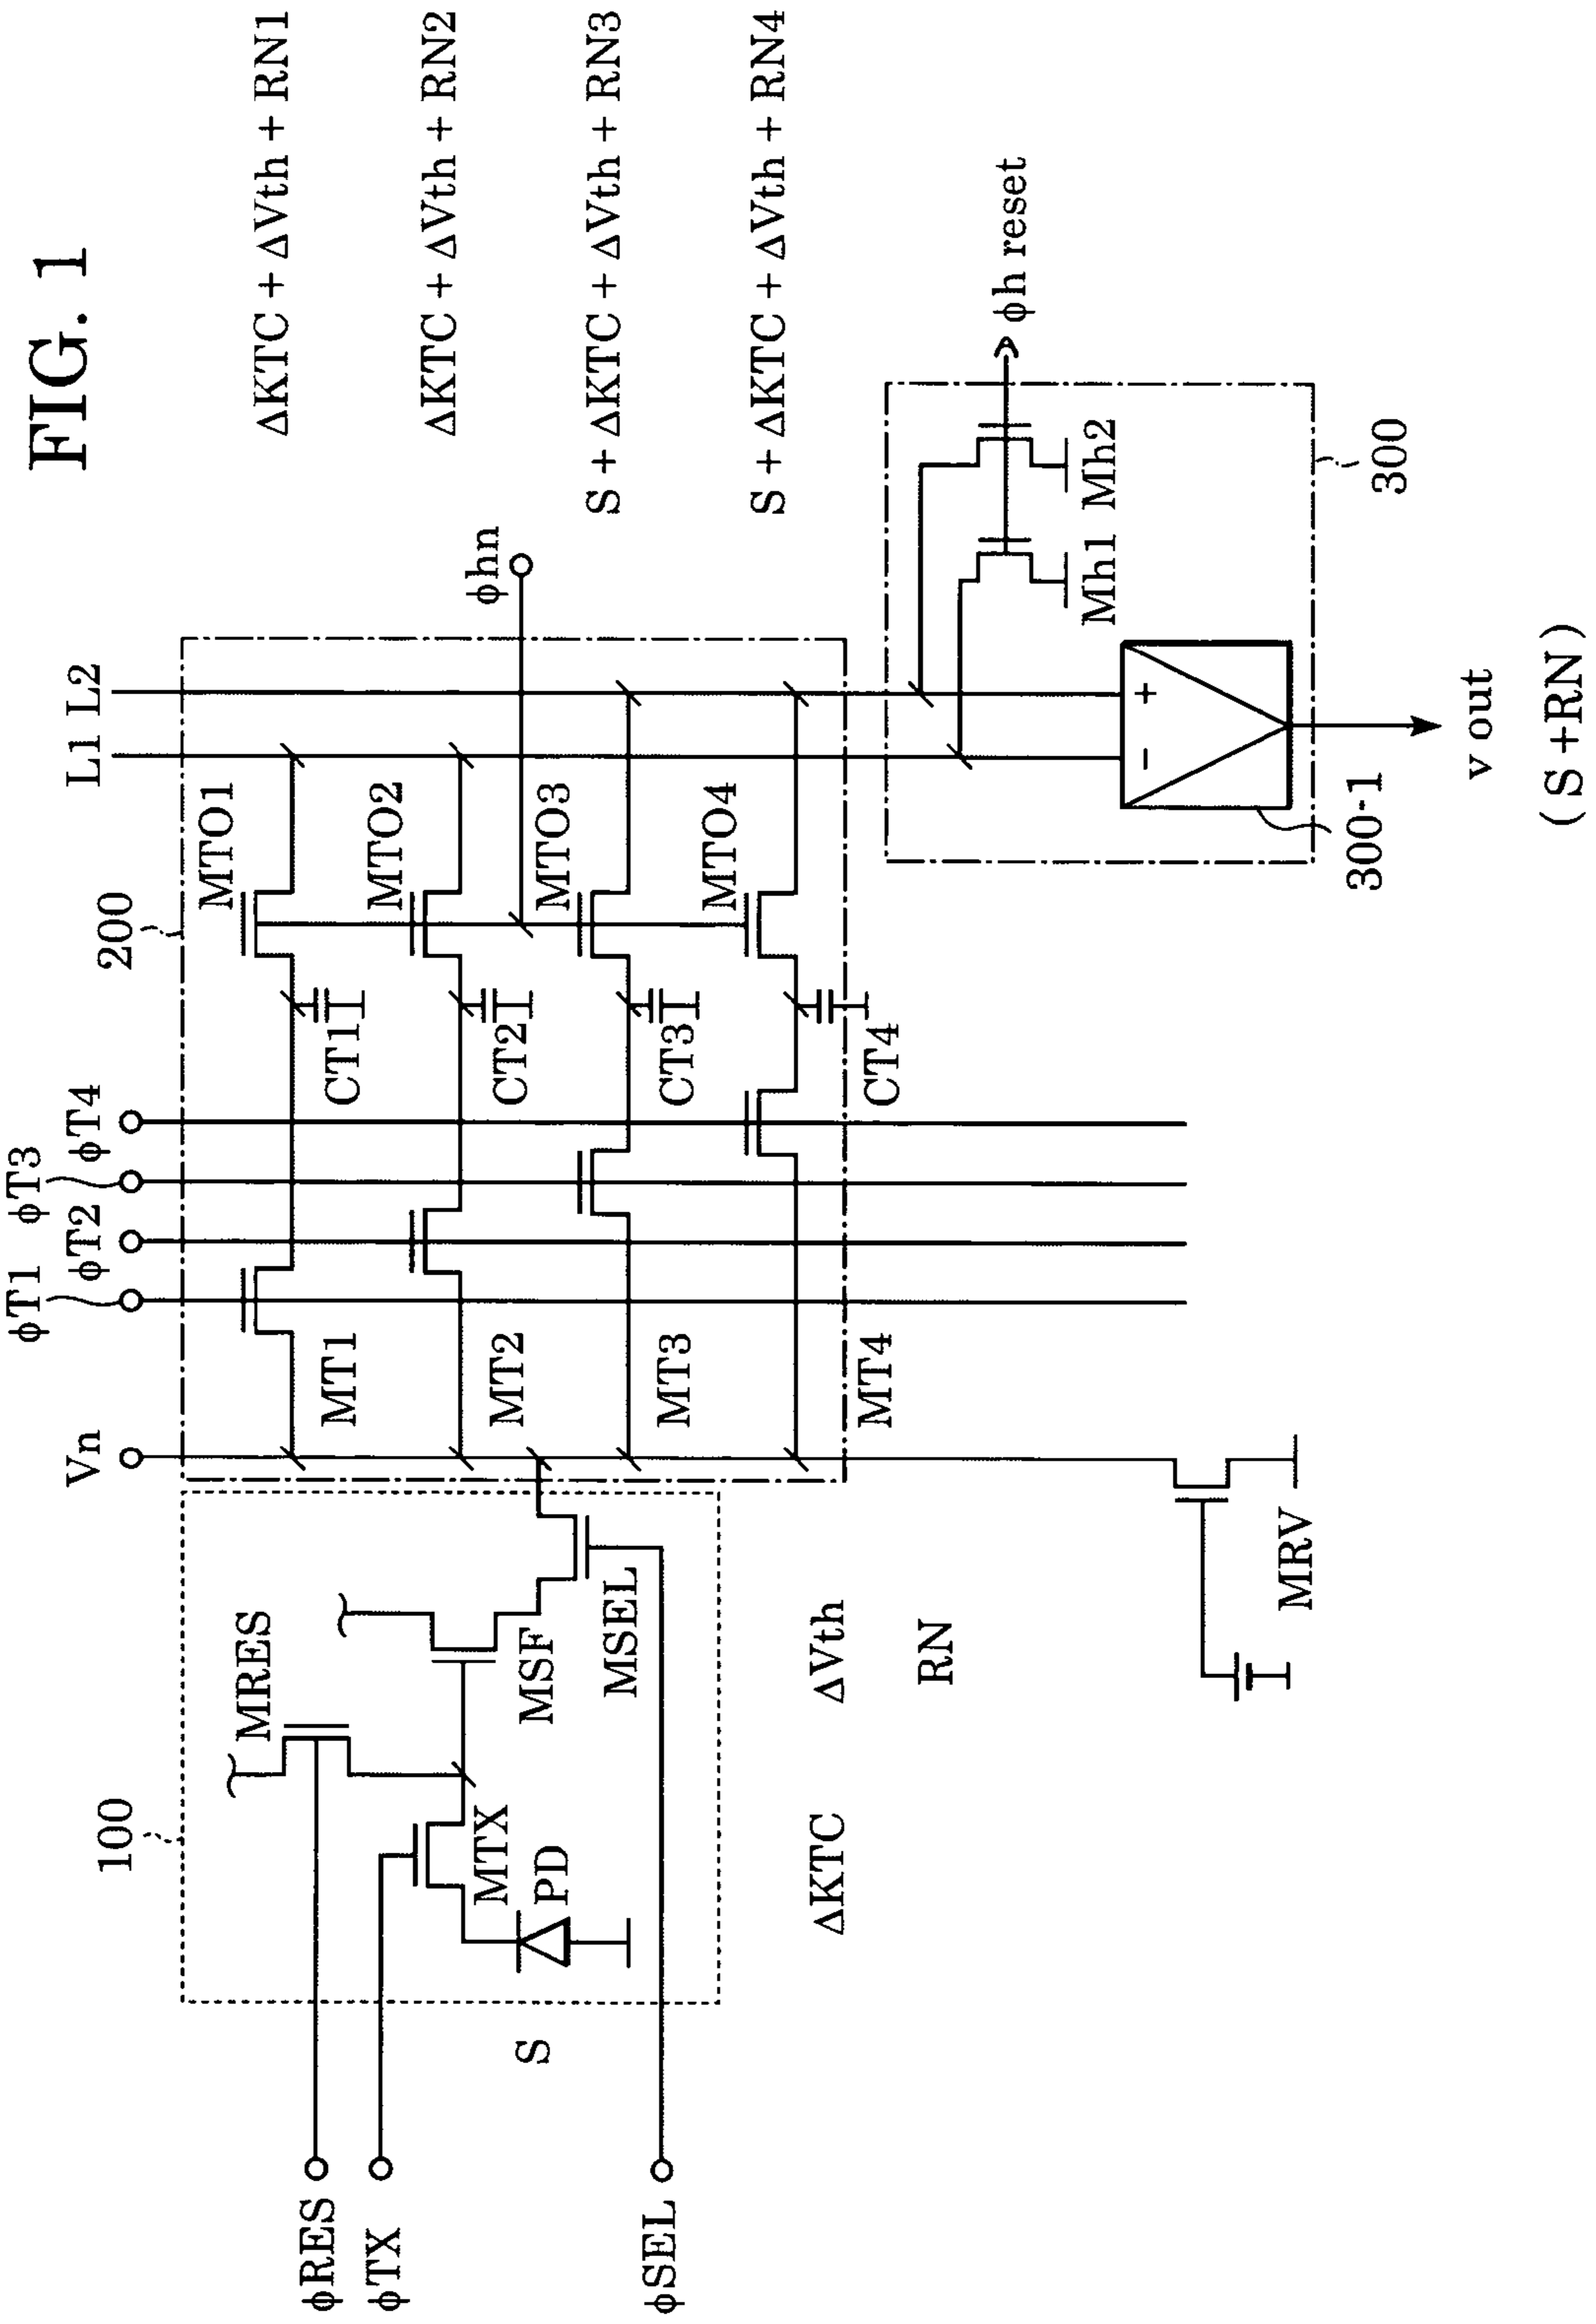 FIG. 1
ΔKTC + ΔVth + RN1
ΔKTC + ΔVth + RN2
S + ΔKTC + ΔVth + RN3
S + ΔKTC + ΔVth + RN4
ϕT1
ϕT2
ϕT3
ϕT4
Vn
L1
L2
200
ϕhn
MTO1
MTO2
MTO3
MTO4
CT1
CT2
CT3
CT4
MT1
MT2
MT3
MT4
100
MRES
MTX
MSF
PD
MSEL
ϕRES
ϕTX
ϕSEL
S
ΔKTC
ΔVth
RN
MRV
ϕh reset
Mh1
Mh2
300
−
+
300-1
v out
(S +RN)